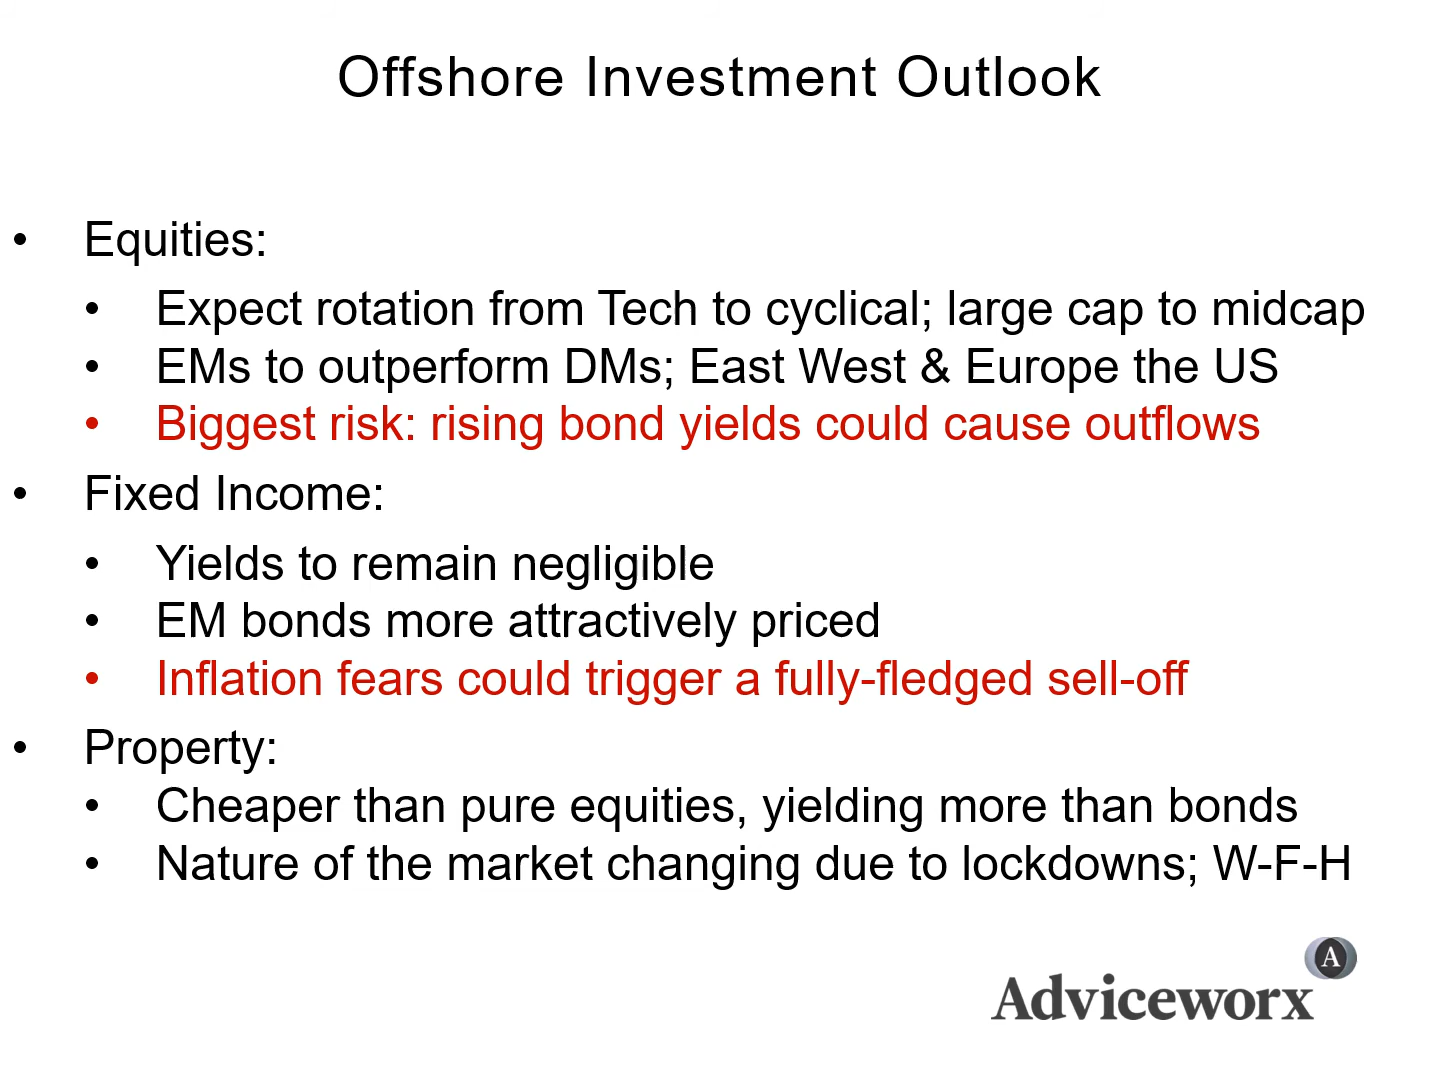 Offshore Investment Outlook
• Equities:
• Expect rotation from Tech to cyclical; large cap to midcap
• EMs to outperform DMs; East West & Europe the US
• Biggest risk: rising bond yields could cause outflows
• Fixed Income:
• Yields to remain negligible
• EM bonds more attractively priced
• Inflation fears could trigger a fully-fledged sell-off
• Property:
• Cheaper than pure equities, yielding more than bonds
• Nature of the market changing due to lockdowns; W-F-H
A
Adviceworx